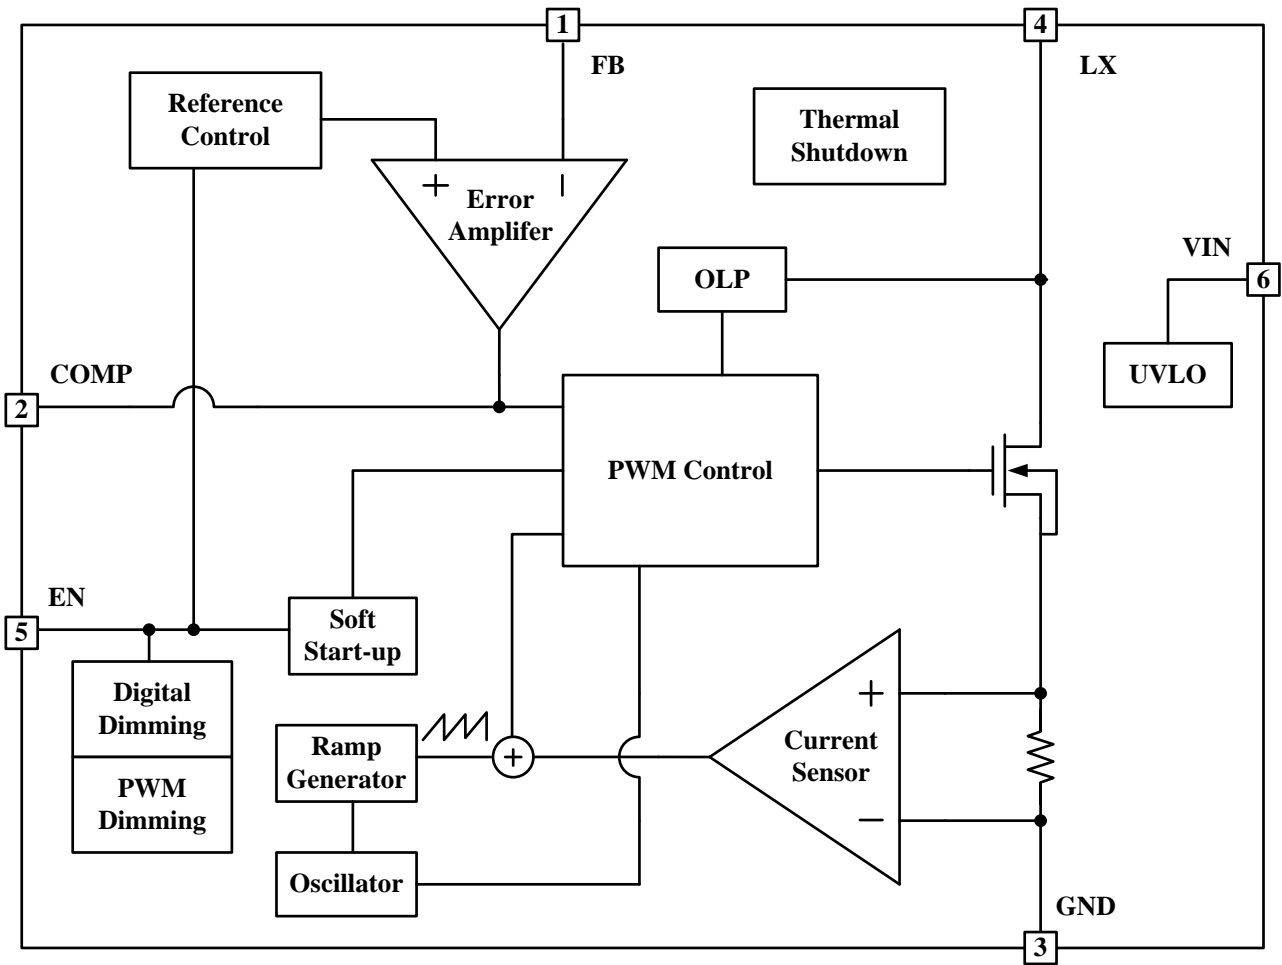 1
4
FB
LX
Reference
Control
Thermal
Shutdown
+
−
Error
Amplifer
VIN
OLP
6
COMP
UVLO
2
PWM Control
EN
5
Soft
Start-up
Digital
Dimming
+
Current
Sensor
Ramp
Generator
+
PWM
Dimming
−
Oscillator
GND
3